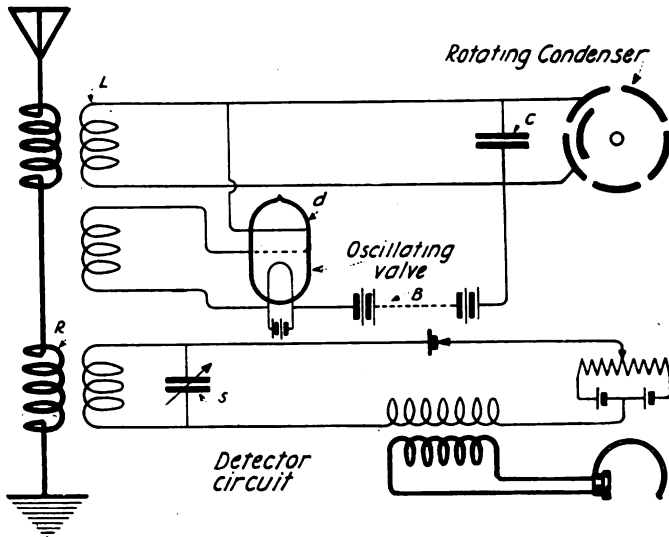 Rotating Condenser
L
C
d
Oscillating
valve
B
R
S
Detector
circuit